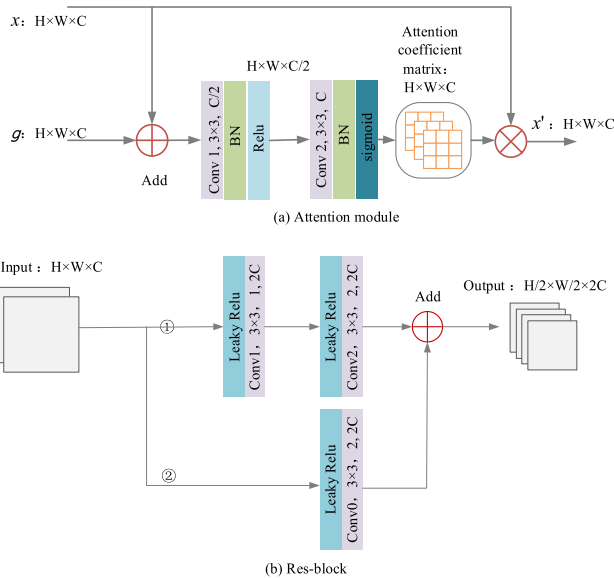 x: H×W×C
Attention
coefficient
matrix:
H×W×C
H×W×C/2
g: H×W×C
Add
Conv 1, 3×3, C/2
BN
Relu
Conv 2, 3×3, C
BN
sigmoid
x': H×W×C
(a) Attention module
Input : H×W×C
①
Leaky Relu
Conv1, 3×3, 1, 2C
Leaky Relu
Conv2, 3×3, 2, 2C
Add
Output : H/2×W/2×2C
②
Leaky Relu
Conv0, 3×3, 2, 2C
(b) Res-block